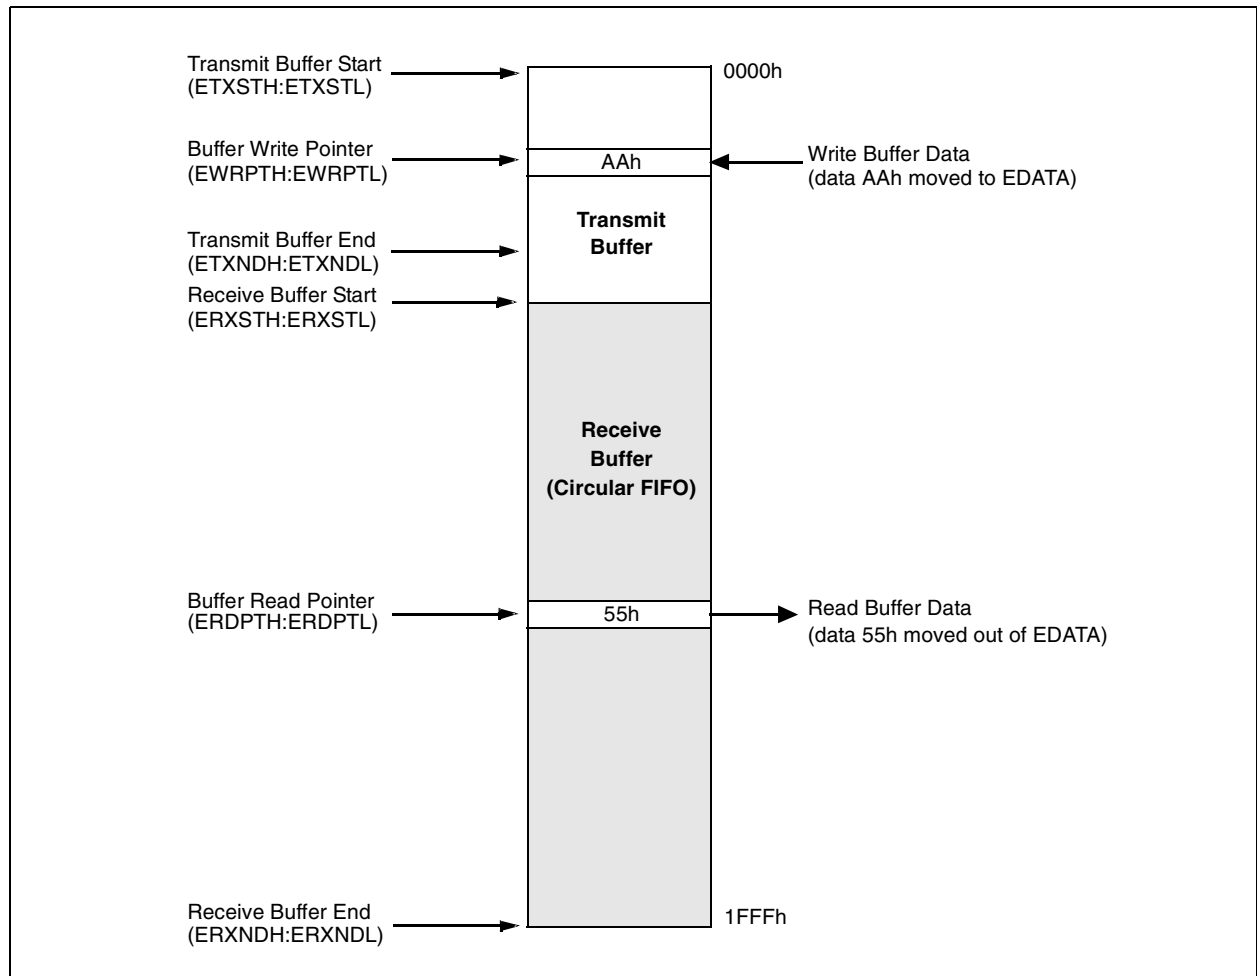 Transmit Buffer Start
(ETXSTH:ETXSTL)
0000h
Buffer Write Pointer
(EWRPTH:EWRPTL)
AAh
Write Buffer Data
(data AAh moved to EDATA)
Transmit
Buffer
Transmit Buffer End
(ETXNDH:ETXNDL)
Receive Buffer Start
(ERXSTH:ERXSTL)
Receive
Buffer
(Circular FIFO)
Buffer Read Pointer
(ERDPTH:ERDPTL)
55h
Read Buffer Data
(data 55h moved out of EDATA)
Receive Buffer End
(ERXNDH:ERXNDL)
1FFFh